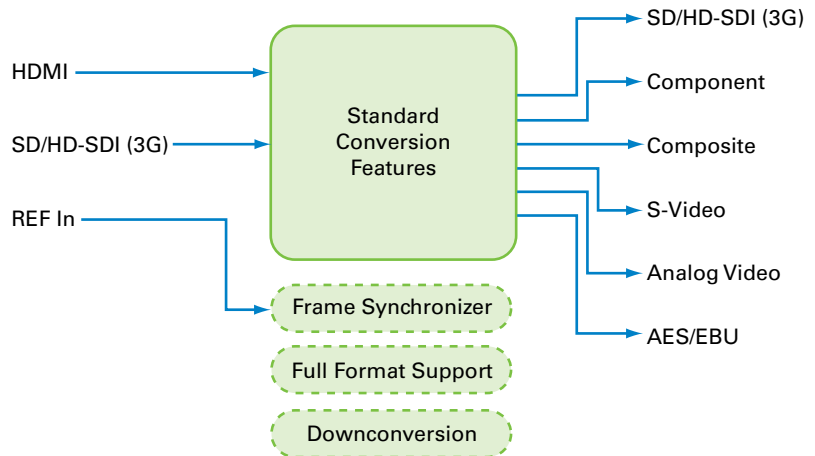 HDMI
SD/HD-SDI (3G)
REF In
Standard
Conversion
Features
Frame Synchronizer
Full Format Support
Downconversion
SD/HD-SDI (3G)
Component
Composite
S-Video
Analog Video
AES/EBU